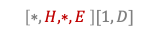 [*, H,*, E ][1, D]